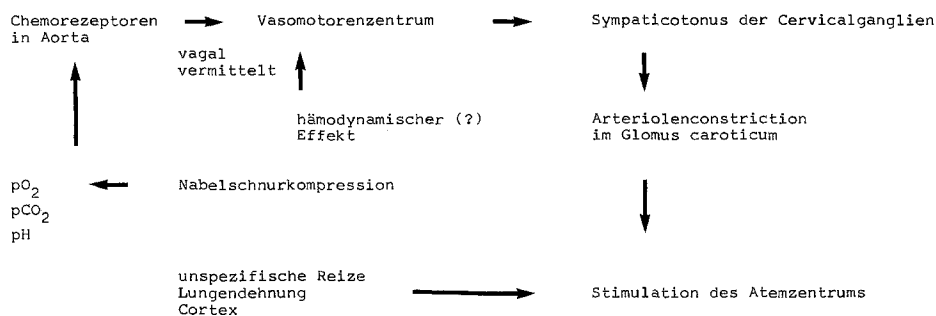 Chemorezeptoren
in Aorta
vagal
vermittelt
Vasomotorenzentrum
Sympaticotonus der Cervicalganglien
hämodynamischer (?)
Effekt
Arteriolenconstriction
im Glomus caroticum
pO2
pCO2
pH
Nabelschnurkompression
unspezifische Reize
Lungendehnung
Cortex
Stimulation des Atemzentrums